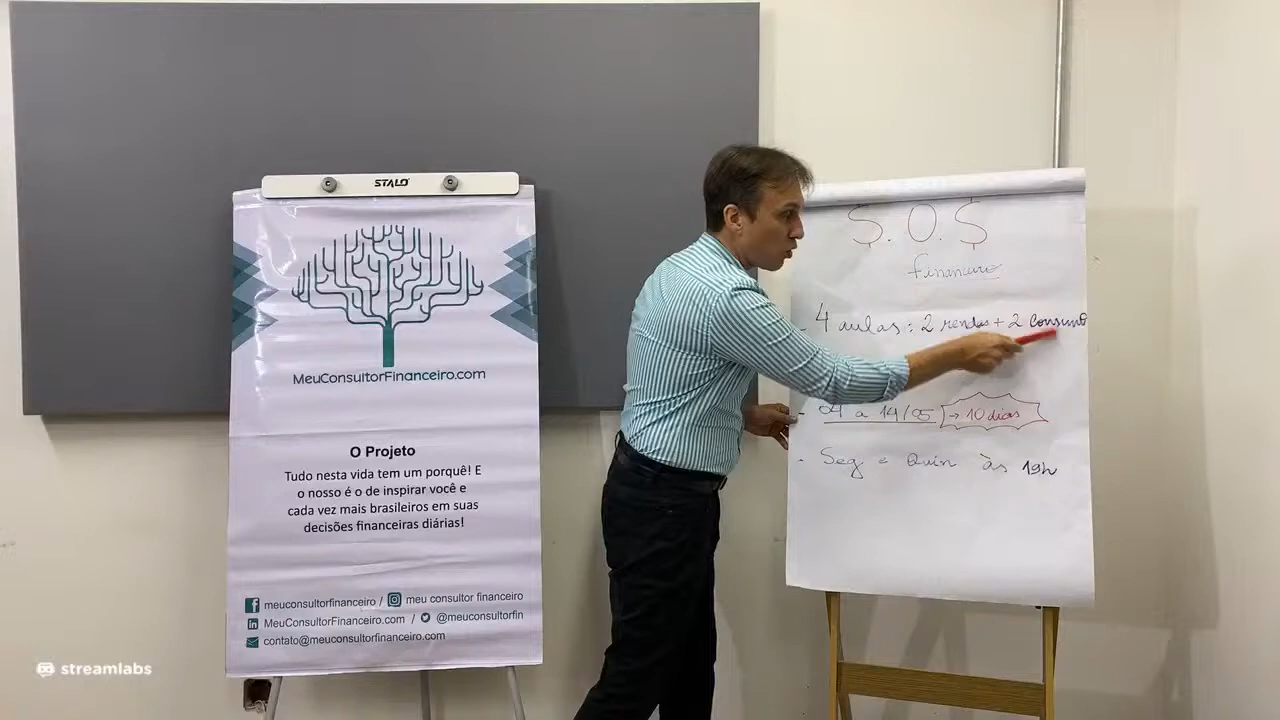 STALO
MeuConsultorFinanceiro.com
O Projeto
Tudo nesta vida tem um porquê! E
o nosso é o de inspirar você e
cada vez mais brasileiros em suas
decisões financeiras diárias!
meuconsultorfinanceiro / meu consultor financeiro
MeuConsultorFinanceiro.com / @meuconsultorfin
contato@meuconsultorfinanceiro.com
streamlabs
$.O.$
financeiro
- 4 aulas: 2 rendas + 2 Consumo
- 04 a 14/05 → 10 dias
- Seg e Quin às 19h